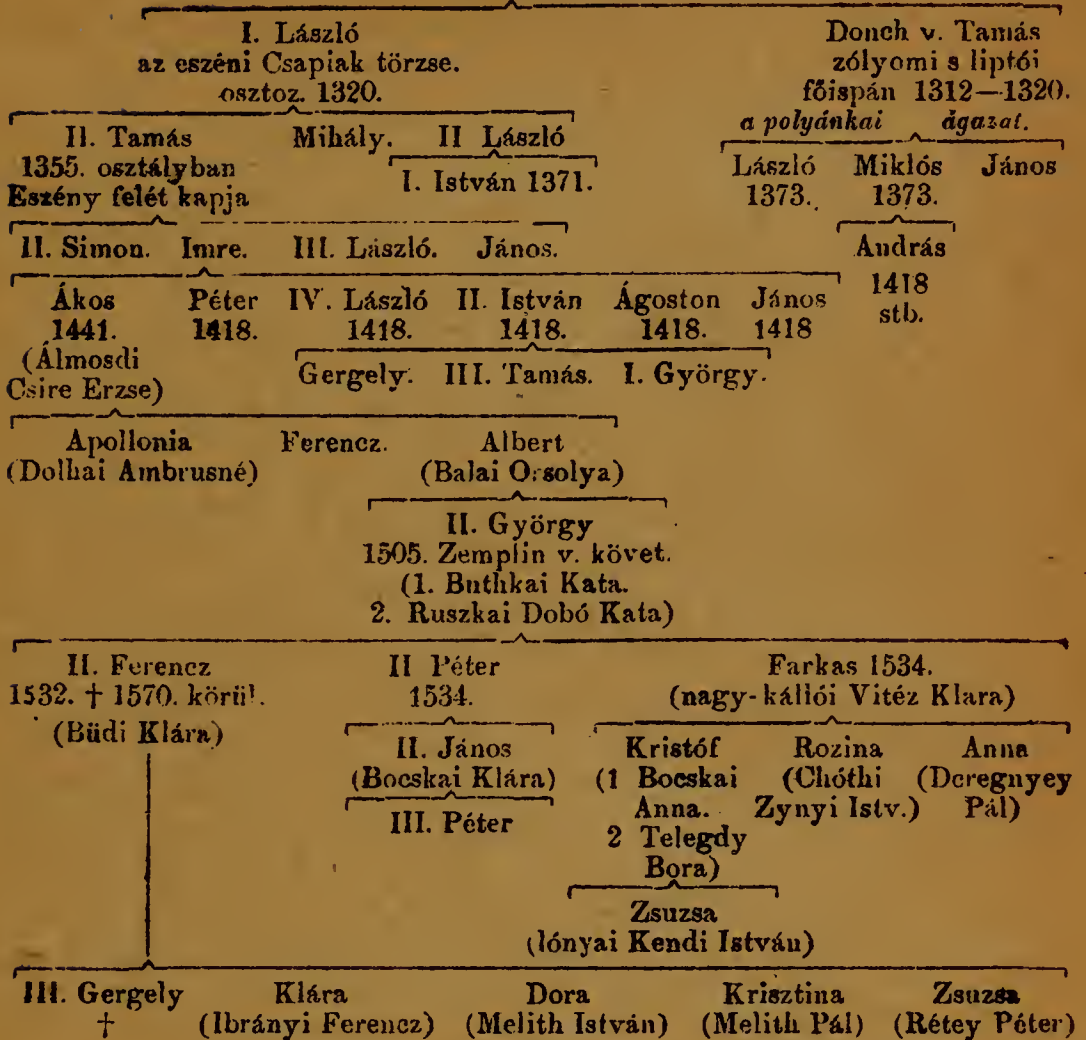 I. László Donch v. Tamás
az eszéni Csapiak törzse. zólyomi s liptói
osztoz. 1320. főispán 1312—1320.
a polyánkai ágazat.
II. Tamás Mihály. II László
1355. osztályban I. István 1371.
Eszény felét kapja
László Miklós János
1373. 1373.
II. Simon. Imre. III. László. János. András
1418
stb.
Ákos Péter IV. László II. István Ágoston János
1441. 1418. 1418. 1418. 1418. 1418
(Álmosdi
Csire Erzse)
Gergely. III. Tamás. I. György.
Apollonia Ferencz. Albert
(Dolhai Ambrusné) (Balai Orsolya)
II. György
1505. Zemplin v. követ.
(1. Buthkai Kata.
2. Ruszkai Dobó Kata)
II. Ferencz II Péter Farkas 1534.
1532. † 1570. körül. 1534. (nagy-kállói Vitéz Klara)
(Büdi Klára)
II. János Kristóf Rozina Anna
(Bocskai Klára) (1 Bocskai (Chóthi (Deregnyey
III. Péter Anna. Zynyi Istv.) Pál)
2 Telegdy
Bora)
Zsuzsa
(lónyai Kendi István)
III. Gergely Klára Dora Krisztina Zsuzsa
† (Ibrányi Ferencz) (Melith István) (Melith Pál) (Rétey Péter)